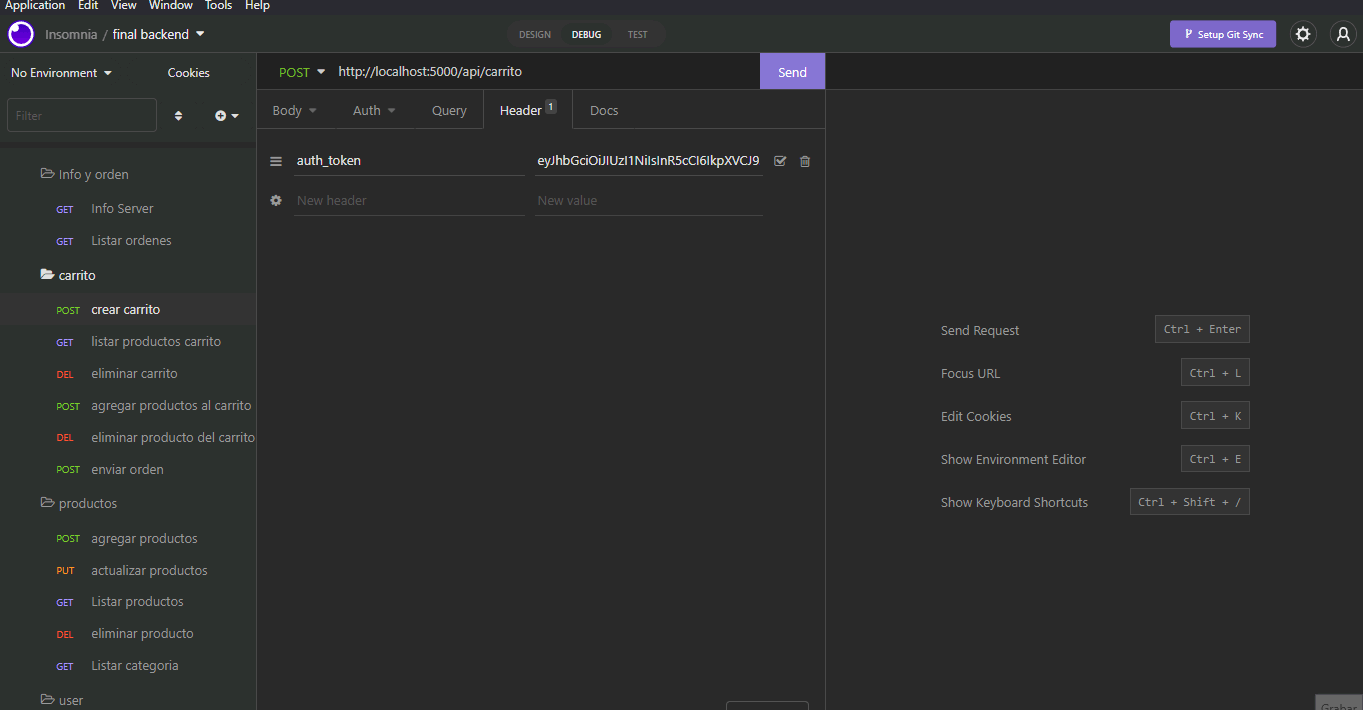 Application Edit View Window Tools Help
Insomnia / final backend
DESIGN DEBUG TEST
Setup Git Sync
No Environment
Cookies
Filter
Info y orden
GET Info Server
GET Listar ordenes
carrito
POST crear carrito
GET listar productos carrito
DEL eliminar carrito
POST agregar productos al carrito
DEL eliminar producto del carrito
POST enviar orden
productos
POST agregar productos
PUT actualizar productos
GET Listar productos
DEL eliminar producto
GET Listar categoria
user
POST http://localhost:5000/api/carrito Send
Body Auth Query Header 1 Docs
auth_token eyJhbGciOiJIUzI1NiIsInR5cCI6IkpXVCJ9
New header New value
Send Request Ctrl + Enter
Focus URL Ctrl + L
Edit Cookies Ctrl + K
Show Environment Editor Ctrl + E
Show Keyboard Shortcuts Ctrl + Shift + /
Grabar